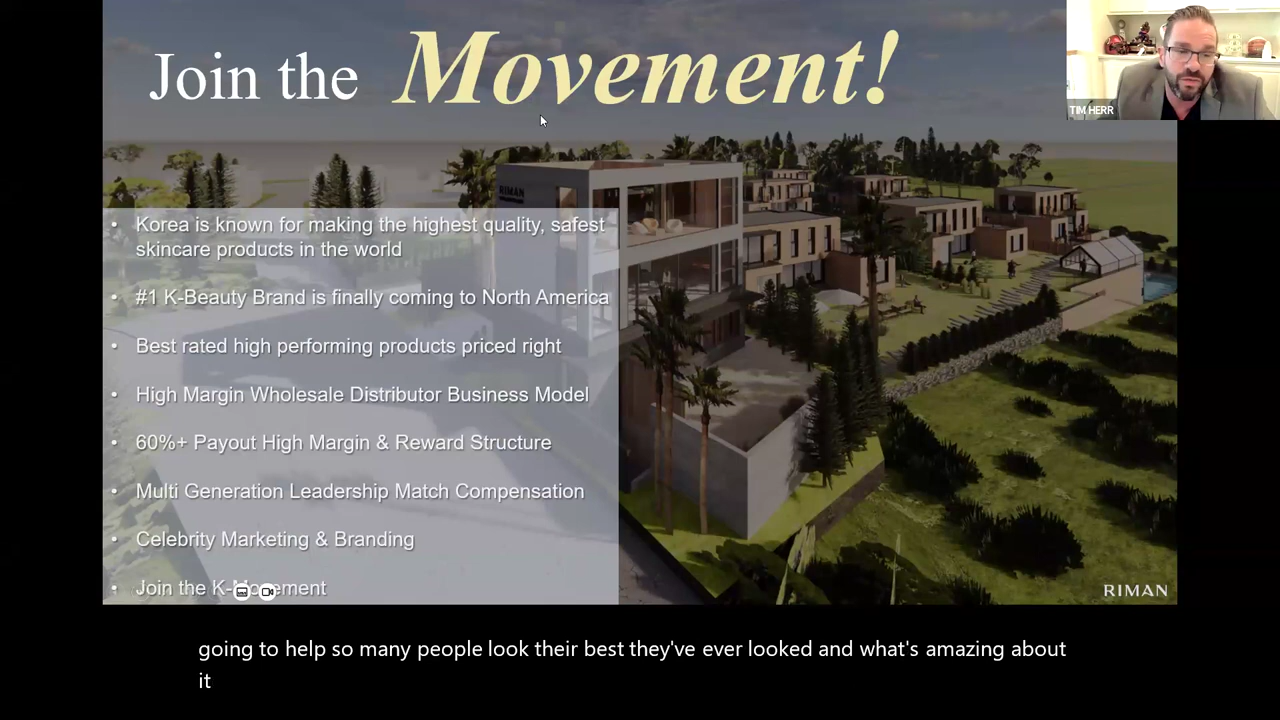 Join the Movement!
TIM HERR
RIMAN
• Korea is known for making the highest quality, safest
skincare products in the world
• #1 K-Beauty Brand is finally coming to North America
• Best rated high performing products priced right
• High Margin Wholesale Distributor Business Model
• 60%+ Payout High Margin & Reward Structure
• Multi Generation Leadership Match Compensation
• Celebrity Marketing & Branding
• Join the K-Movement
RIMAN
going to help so many people look their best they've ever looked and what's amazing about
it